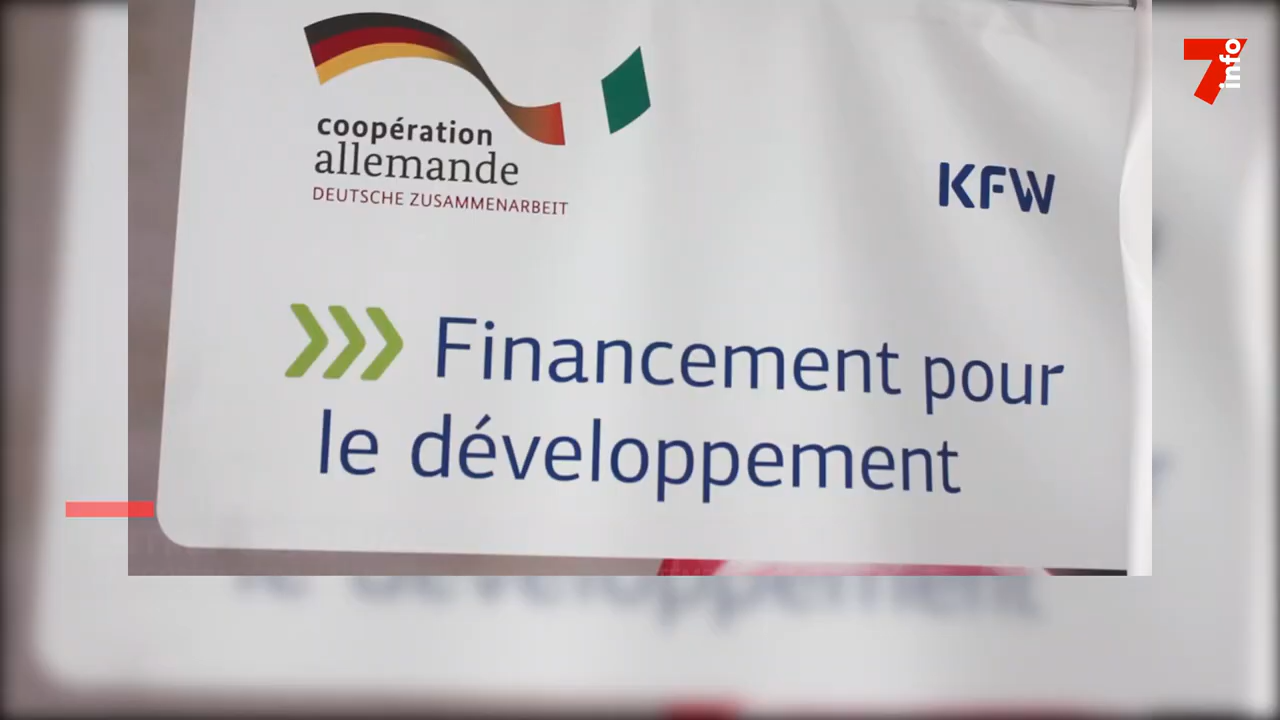 7info
coopération
allemande
DEUTSCHE ZUSAMMENARBEIT
KFW
Financement pour
le développement